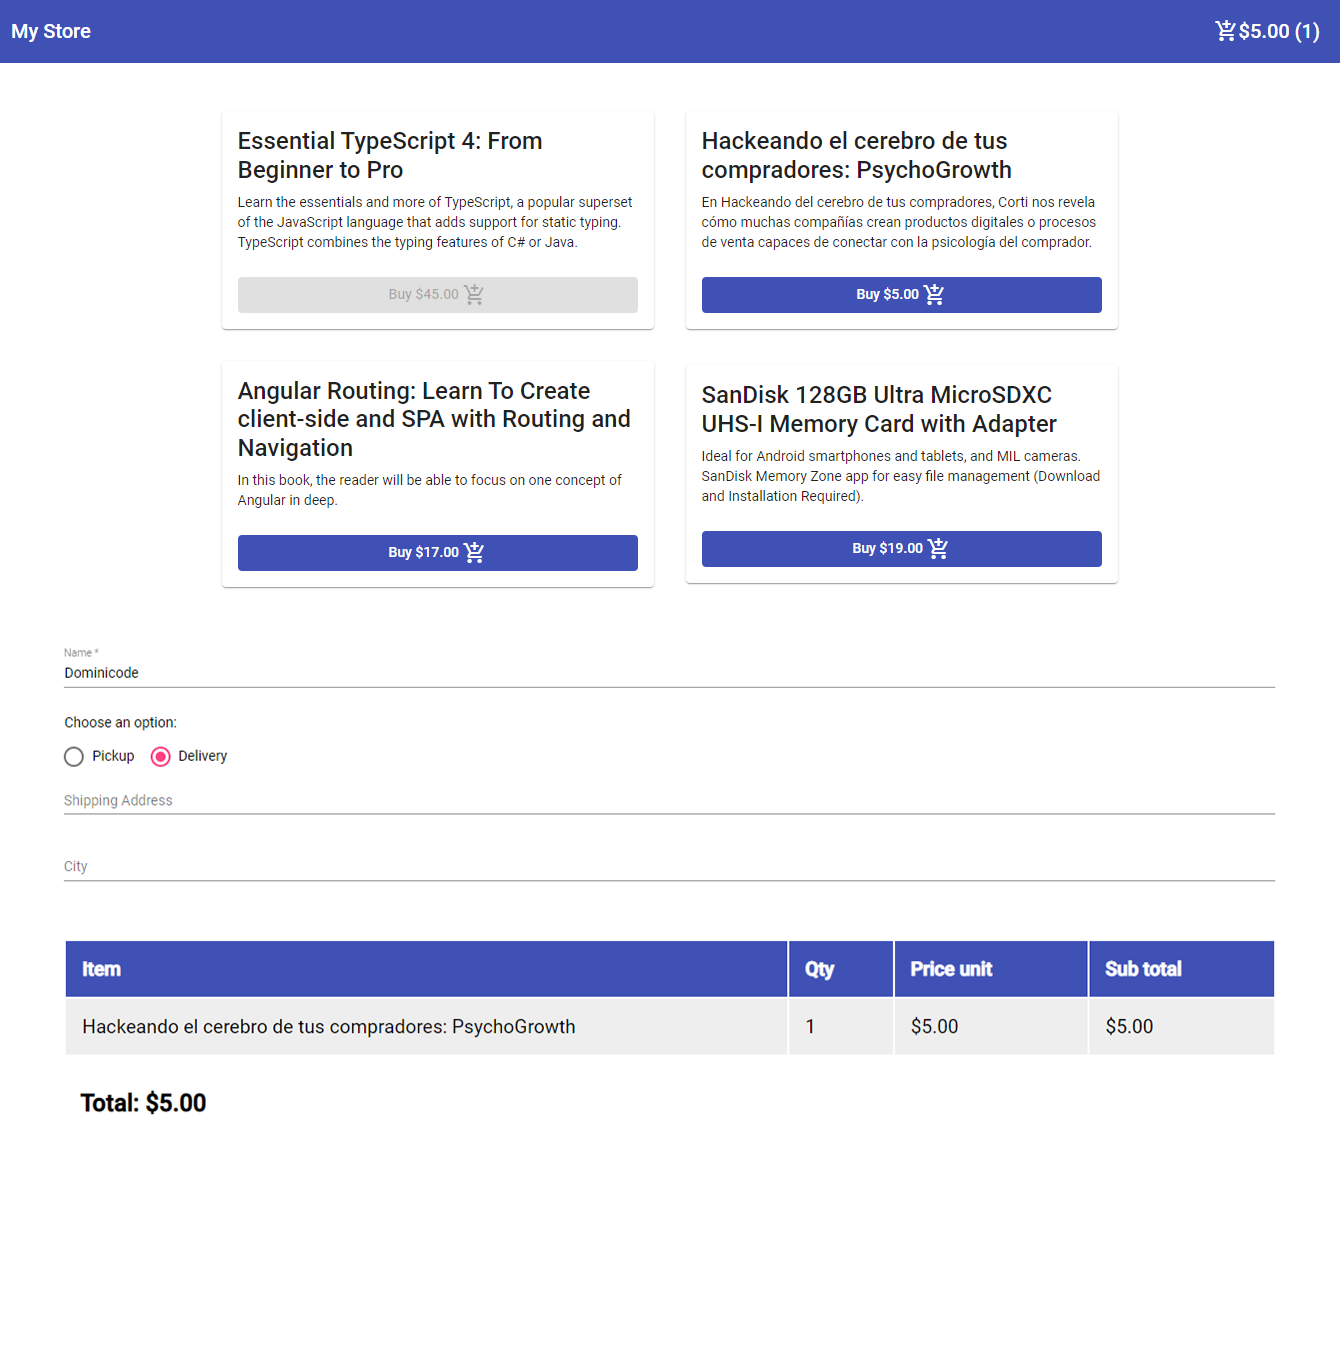 My Store
$5.00 (1)
Essential TypeScript 4: From
Beginner to Pro
Learn the essentials and more of TypeScript, a popular superset
of the JavaScript language that adds support for static typing.
TypeScript combines the typing features of C# or Java.
Buy $45.00
Hackeando el cerebro de tus
compradores: PsychoGrowth
En Hackeando del cerebro de tus compradores, Corti nos revela
cómo muchas compañías crean productos digitales o procesos
de venta capaces de conectar con la psicología del comprador.
Buy $5.00
Angular Routing: Learn To Create
client-side and SPA with Routing and
Navigation
In this book, the reader will be able to focus on one concept of
Angular in deep.
Buy $17.00
SanDisk 128GB Ultra MicroSDXC
UHS-I Memory Card with Adapter
Ideal for Android smartphones and tablets, and MIL cameras.
SanDisk Memory Zone app for easy file management (Download
and Installation Required).
Buy $19.00
Name *
Dominicode
Choose an option:
Pickup Delivery
Shipping Address
City
Item Qty Price unit Sub total
Hackeando el cerebro de tus compradores: PsychoGrowth 1 $5.00 $5.00
Total: $5.00